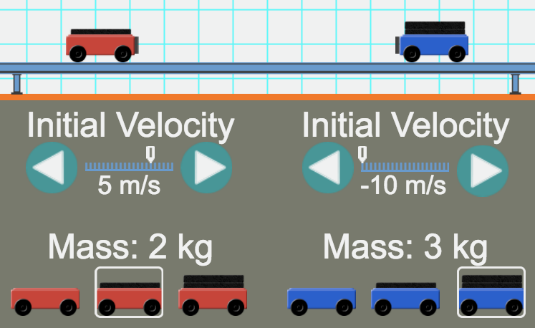 Initial Velocity
5 m/s
Mass: 2 kg
Initial Velocity
-10 m/s
Mass: 3 kg